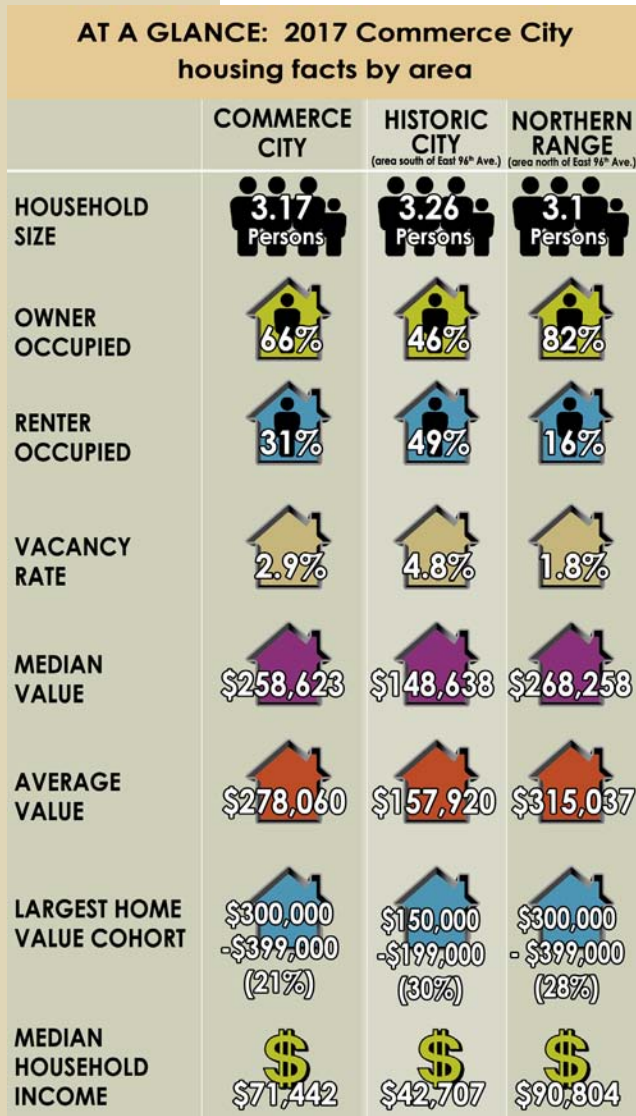 AT A GLANCE: 2017 Commerce City
housing facts by area
COMMERCE
CITY
HISTORIC
CITY
(area south of East 96th Ave.)
NORTHERN
RANGE
(area north of East 96th Ave.)
HOUSEHOLD
SIZE
3.17
Persons
3.26
Persons
3.1
Persons
OWNER
OCCUPIED
66%
46%
82%
RENTER
OCCUPIED
31%
49%
16%
VACANCY
RATE
2.9%
4.8%
1.8%
MEDIAN
VALUE
$258,623
$148,638
$268,258
AVERAGE
VALUE
$278,060
$157,920
$315,037
LARGEST HOME
VALUE COHORT
$300,000
-$399,000
(21%)
$150,000
-$199,000
(30%)
$300,000
- $399,000
(28%)
MEDIAN
HOUSEHOLD
INCOME
$
$71,442
$
$42,707
$
$90,804